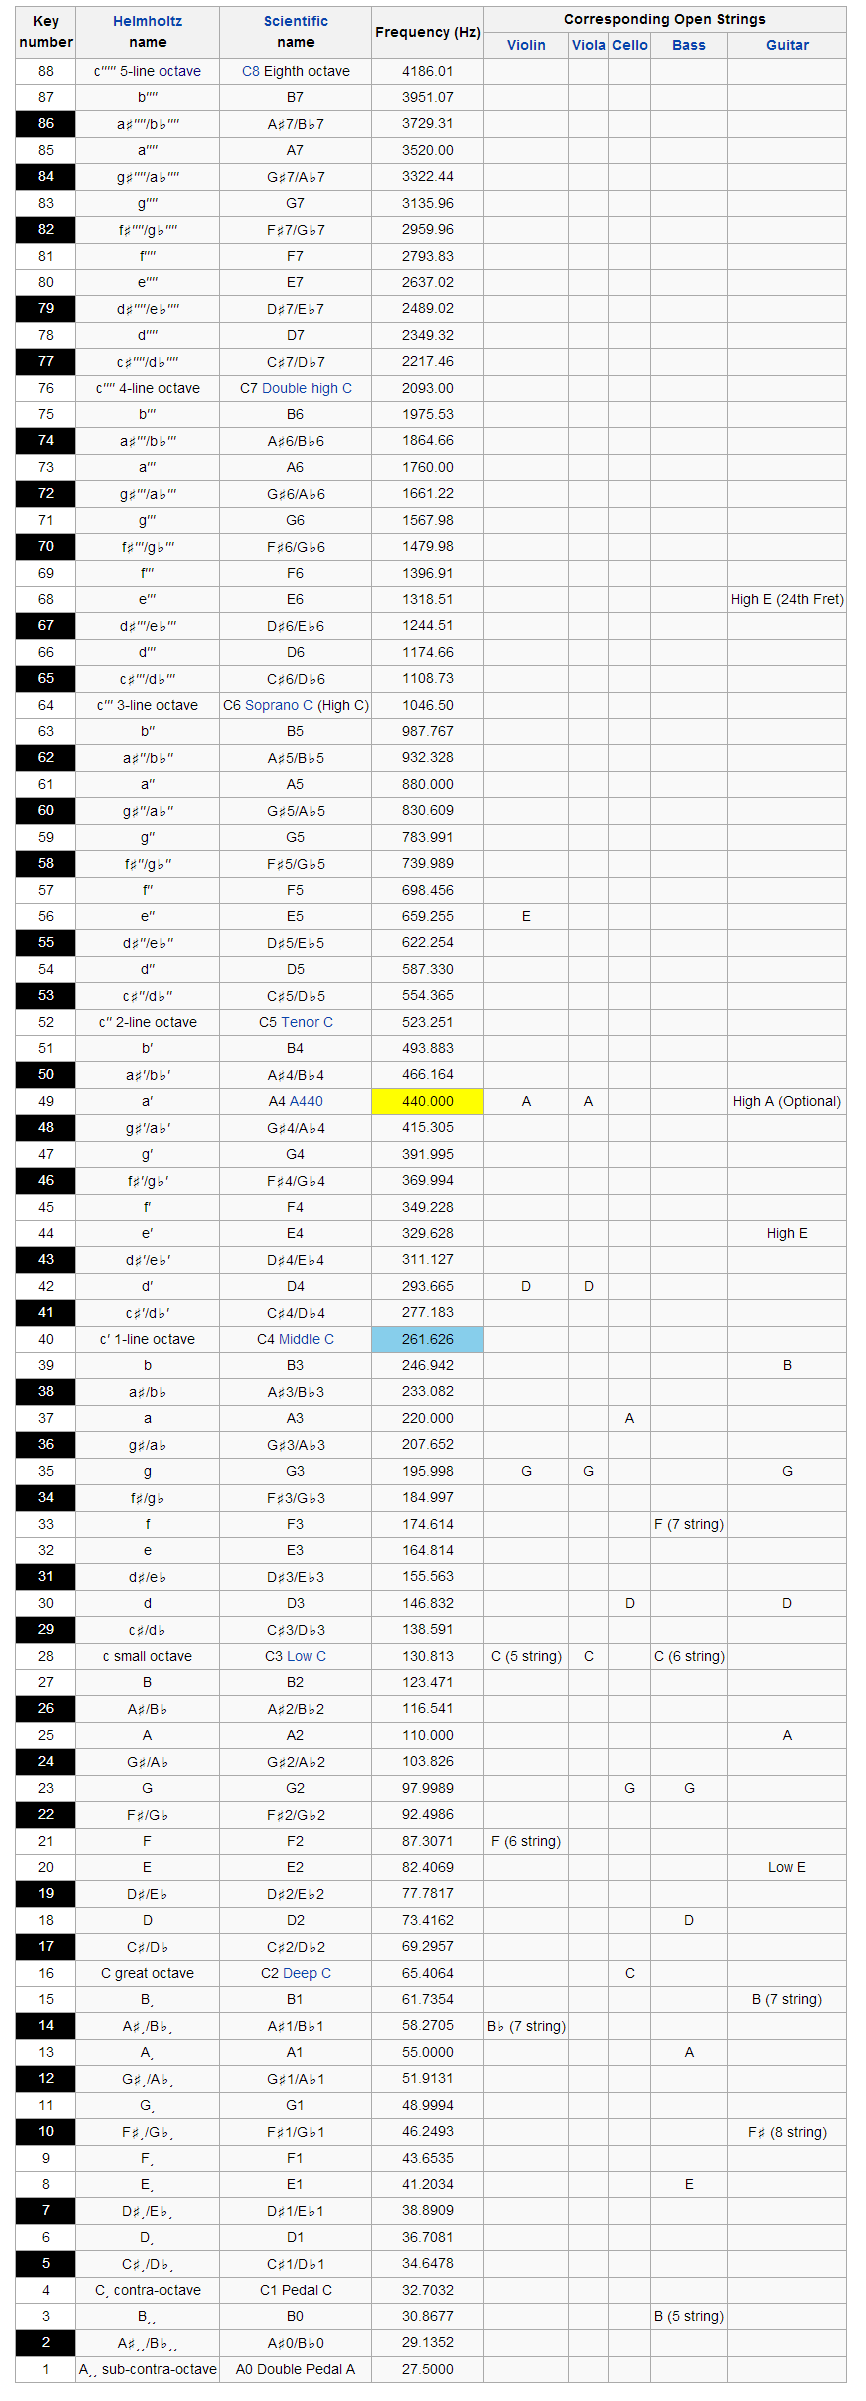 Key number Helmholtz name Scientific name Frequency (Hz) Corresponding Open Strings
Violin Viola Cello Bass Guitar
88 c′′′′′ 5-line octave C8 Eighth octave 4186.01
87 b′′′′ B7 3951.07
86 a♯′′′′/b♭′′′′ A♯7/B♭7 3729.31
85 a′′′′ A7 3520.00
84 g♯′′′′/a♭′′′′ G♯7/A♭7 3322.44
83 g′′′′ G7 3135.96
82 f♯′′′′/g♭′′′′ F♯7/G♭7 2959.96
81 f′′′′ F7 2793.83
80 e′′′′ E7 2637.02
79 d♯′′′′/e♭′′′′ D♯7/E♭7 2489.02
78 d′′′′ D7 2349.32
77 c♯′′′′/d♭′′′′ C♯7/D♭7 2217.46
76 c′′′′ 4-line octave C7 Double high C 2093.00
75 b′′′ B6 1975.53
74 a♯′′′/b♭′′′ A♯6/B♭6 1864.66
73 a′′′ A6 1760.00
72 g♯′′′/a♭′′′ G♯6/A♭6 1661.22
71 g′′′ G6 1567.98
70 f♯′′′/g♭′′′ F♯6/G♭6 1479.98
69 f′′′ F6 1396.91
68 e′′′ E6 1318.51 High E (24th Fret)
67 d♯′′′/e♭′′′ D♯6/E♭6 1244.51
66 d′′′ D6 1174.66
65 c♯′′′/d♭′′′ C♯6/D♭6 1108.73
64 c′′′ 3-line octave C6 Soprano C (High C) 1046.50
63 b′′ B5 987.767
62 a♯′′/b♭′′ A♯5/B♭5 932.328
61 a′′ A5 880.000
60 g♯′′/a♭′′ G♯5/A♭5 830.609
59 g′′ G5 783.991
58 f♯′′/g♭′′ F♯5/G♭5 739.989
57 f′′ F5 698.456
56 e′′ E5 659.255 E
55 d♯′′/e♭′′ D♯5/E♭5 622.254
54 d′′ D5 587.330
53 c♯′′/d♭′′ C♯5/D♭5 554.365
52 c′′ 2-line octave C5 Tenor C 523.251
51 b′ B4 493.883
50 a♯′/b♭′ A♯4/B♭4 466.164
49 a′ A4 A440 440.000 A A High A (Optional)
48 g♯′/a♭′ G♯4/A♭4 415.305
47 g′ G4 391.995
46 f♯′/g♭′ F♯4/G♭4 369.994
45 f′ F4 349.228
44 e′ E4 329.628 High E
43 d♯′/e♭′ D♯4/E♭4 311.127
42 d′ D4 293.665 D D
41 c♯′/d♭′ C♯4/D♭4 277.183
40 c′ 1-line octave C4 Middle C 261.626
39 b B3 246.942 B
38 a♯/b♭ A♯3/B♭3 233.082
37 a A3 220.000 A
36 g♯/a♭ G♯3/A♭3 207.652
35 g G3 195.998 G G G
34 f♯/g♭ F♯3/G♭3 184.997
33 f F3 174.614 F (7 string)
32 e E3 164.814
31 d♯/e♭ D♯3/E♭3 155.563
30 d D3 146.832 D D
29 c♯/d♭ C♯3/D♭3 138.591
28 c small octave C3 Low C 130.813 C (5 string) C C (6 string)
27 B B2 123.471
26 A♯/B♭ A♯2/B♭2 116.541
25 A A2 110.000 A
24 G♯/A♭ G♯2/A♭2 103.826
23 G G2 97.9989 G G
22 F♯/G♭ F♯2/G♭2 92.4986
21 F F2 87.3071 F (6 string)
20 E E2 82.4069 Low E
19 D♯/E♭ D♯2/E♭2 77.7817
18 D D2 73.4162 D
17 C♯/D♭ C♯2/D♭2 69.2957
16 C great octave C2 Deep C 65.4064 C
15 B͵ B1 61.7354 B (7 string)
14 A♯͵/B♭͵ A♯1/B♭1 58.2705 B♭ (7 string)
13 A͵ A1 55.0000 A
12 G♯͵/A♭͵ G♯1/A♭1 51.9131
11 G͵ G1 48.9994
10 F♯͵/G♭͵ F♯1/G♭1 46.2493 F♯ (8 string)
9 F͵ F1 43.6535
8 E͵ E1 41.2034 E
7 D♯͵/E♭͵ D♯1/E♭1 38.8909
6 D͵ D1 36.7081
5 C♯͵/D♭͵ C♯1/D♭1 34.6478
4 C͵ contra-octave C1 Pedal C 32.7032
3 B͵͵ B0 30.8677 B (5 string)
2 A♯͵͵/B♭͵͵ A♯0/B♭0 29.1352
1 A͵͵ sub-contra-octave A0 Double Pedal A 27.5000